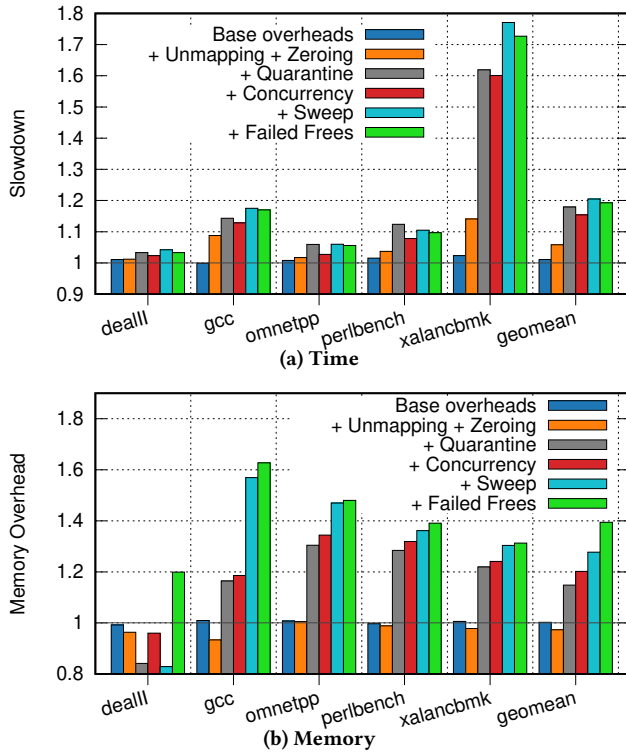 1.8
1.7
1.6
1.5
1.4
1.3
1.2
1.1
1
0.9
Slowdown
Base overheads
+ Unmapping + Zeroing
+ Quarantine
+ Concurrency
+ Sweep
+ Failed Frees
dealII
gcc
omnetpp
perlbench
xalancbmk
geomean
(a) Time
1.8
1.6
1.4
1.2
1
0.8
Memory Overhead
Base overheads
+ Unmapping + Zeroing
+ Quarantine
+ Concurrency
+ Sweep
+ Failed Frees
dealII
gcc
omnetpp
perlbench
xalancbmk
geomean
(b) Memory